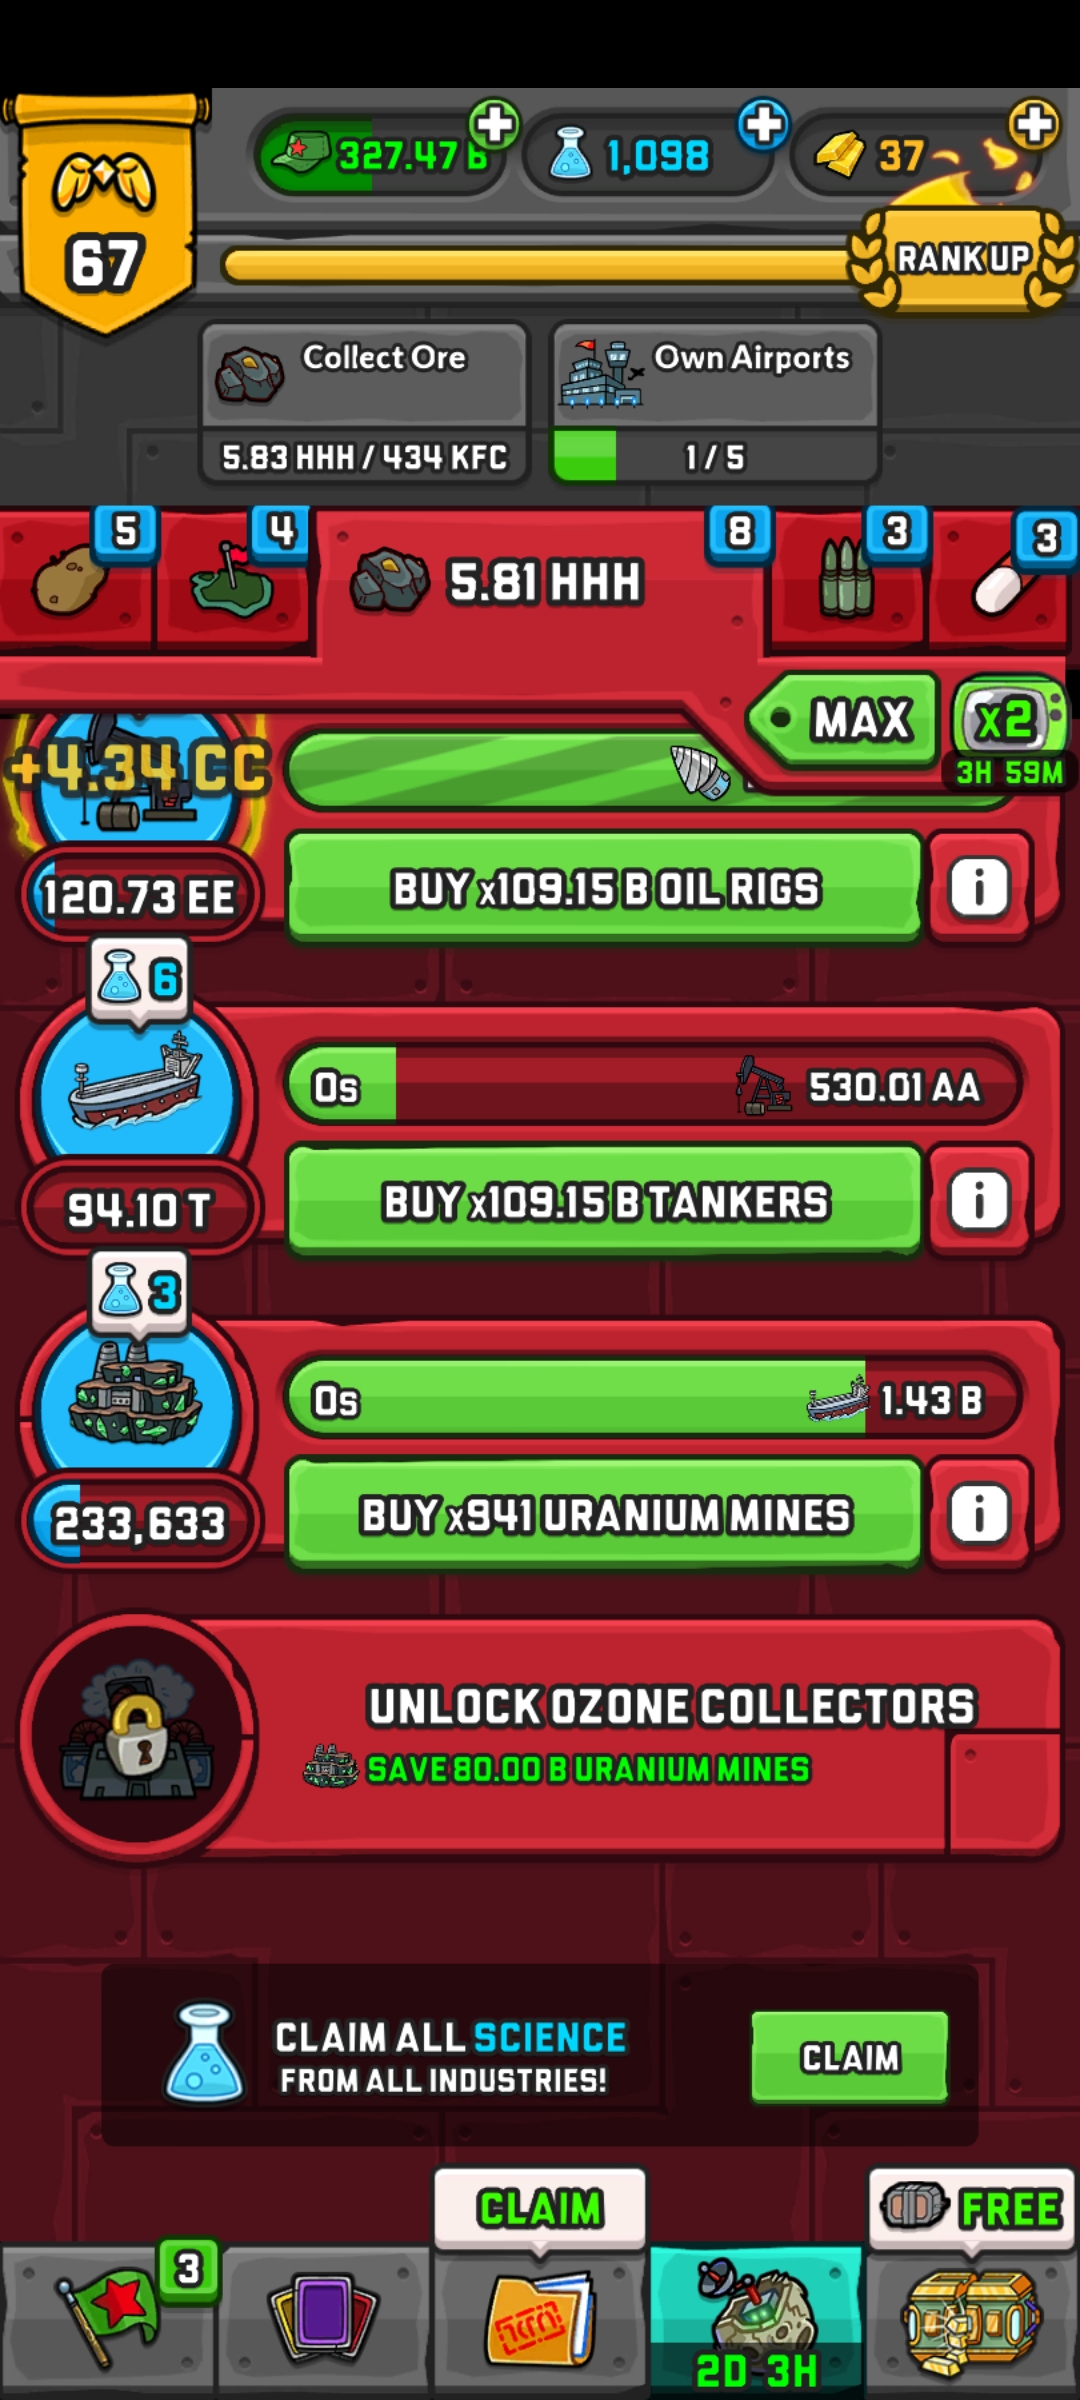 327.47 B
1,098
37
67
RANK UP
Collect Ore
Own Airports
5.83 HHH / 434 KFC
1 / 5
5
4
5.81 HHH
8
3
3
MAX
x2
3H 59M
+4.34 CC
120.73 EE
BUY x109.15 B OIL RIGS
i
6
0s
530.01 AA
94.10 T
BUY x109.15 B TANKERS
i
3
0s
1.43 B
233,633
BUY x941 URANIUM MINES
i
UNLOCK OZONE COLLECTORS
SAVE 80.00 B URANIUM MINES
CLAIM ALL SCIENCE
FROM ALL INDUSTRIES!
CLAIM
CLAIM
FREE
3
2D 3H